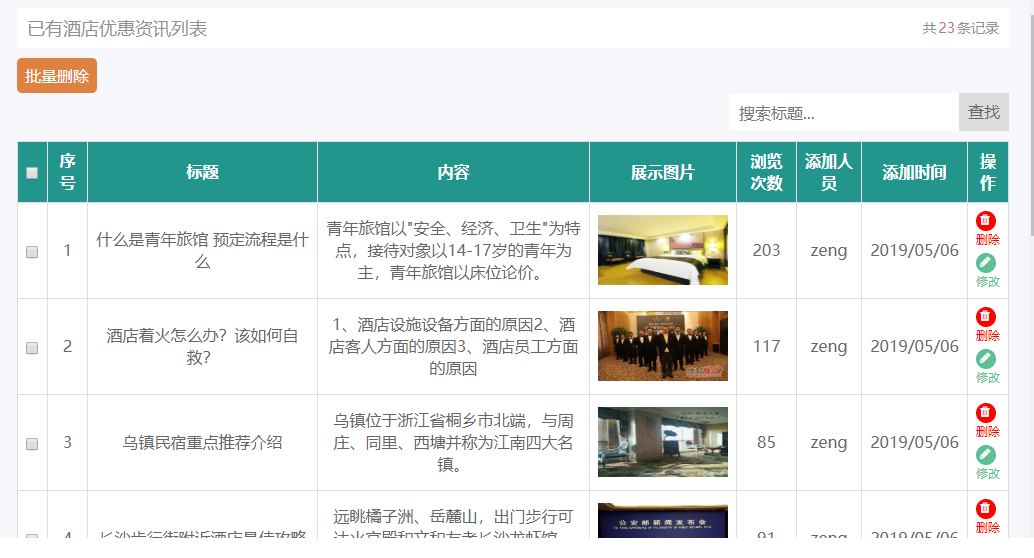 已有酒店优惠资讯列表
共23条记录
批量删除
搜索标题...
查找
序
号
标题
内容
展示图片
浏览
次数
添加人
员
添加时间
操
作
1
什么是青年旅馆 预定流程是什
么
青年旅馆以"安全、经济、卫生"为特
点，接待对象以14-17岁的青年为
主，青年旅馆以床位论价。
203
zeng
2019/05/06
删除
修改
2
酒店着火怎么办？该如何自
救？
1、酒店设施设备方面的原因2、酒
店客人方面的原因3、酒店员工方面
的原因
117
zeng
2019/05/06
删除
修改
3
乌镇民宿重点推荐介绍
乌镇位于浙江省桐乡市北端，与周
庄、同里、西塘并称为江南四大名
镇。
85
zeng
2019/05/06
删除
修改
4
长沙步行街附近酒店最佳攻略
远眺橘子洲、岳麓山，出门步行可
达火宫殿和文和友老长沙龙虾馆
公安部新闻发布会
91
zeng
2019/05/06
删除